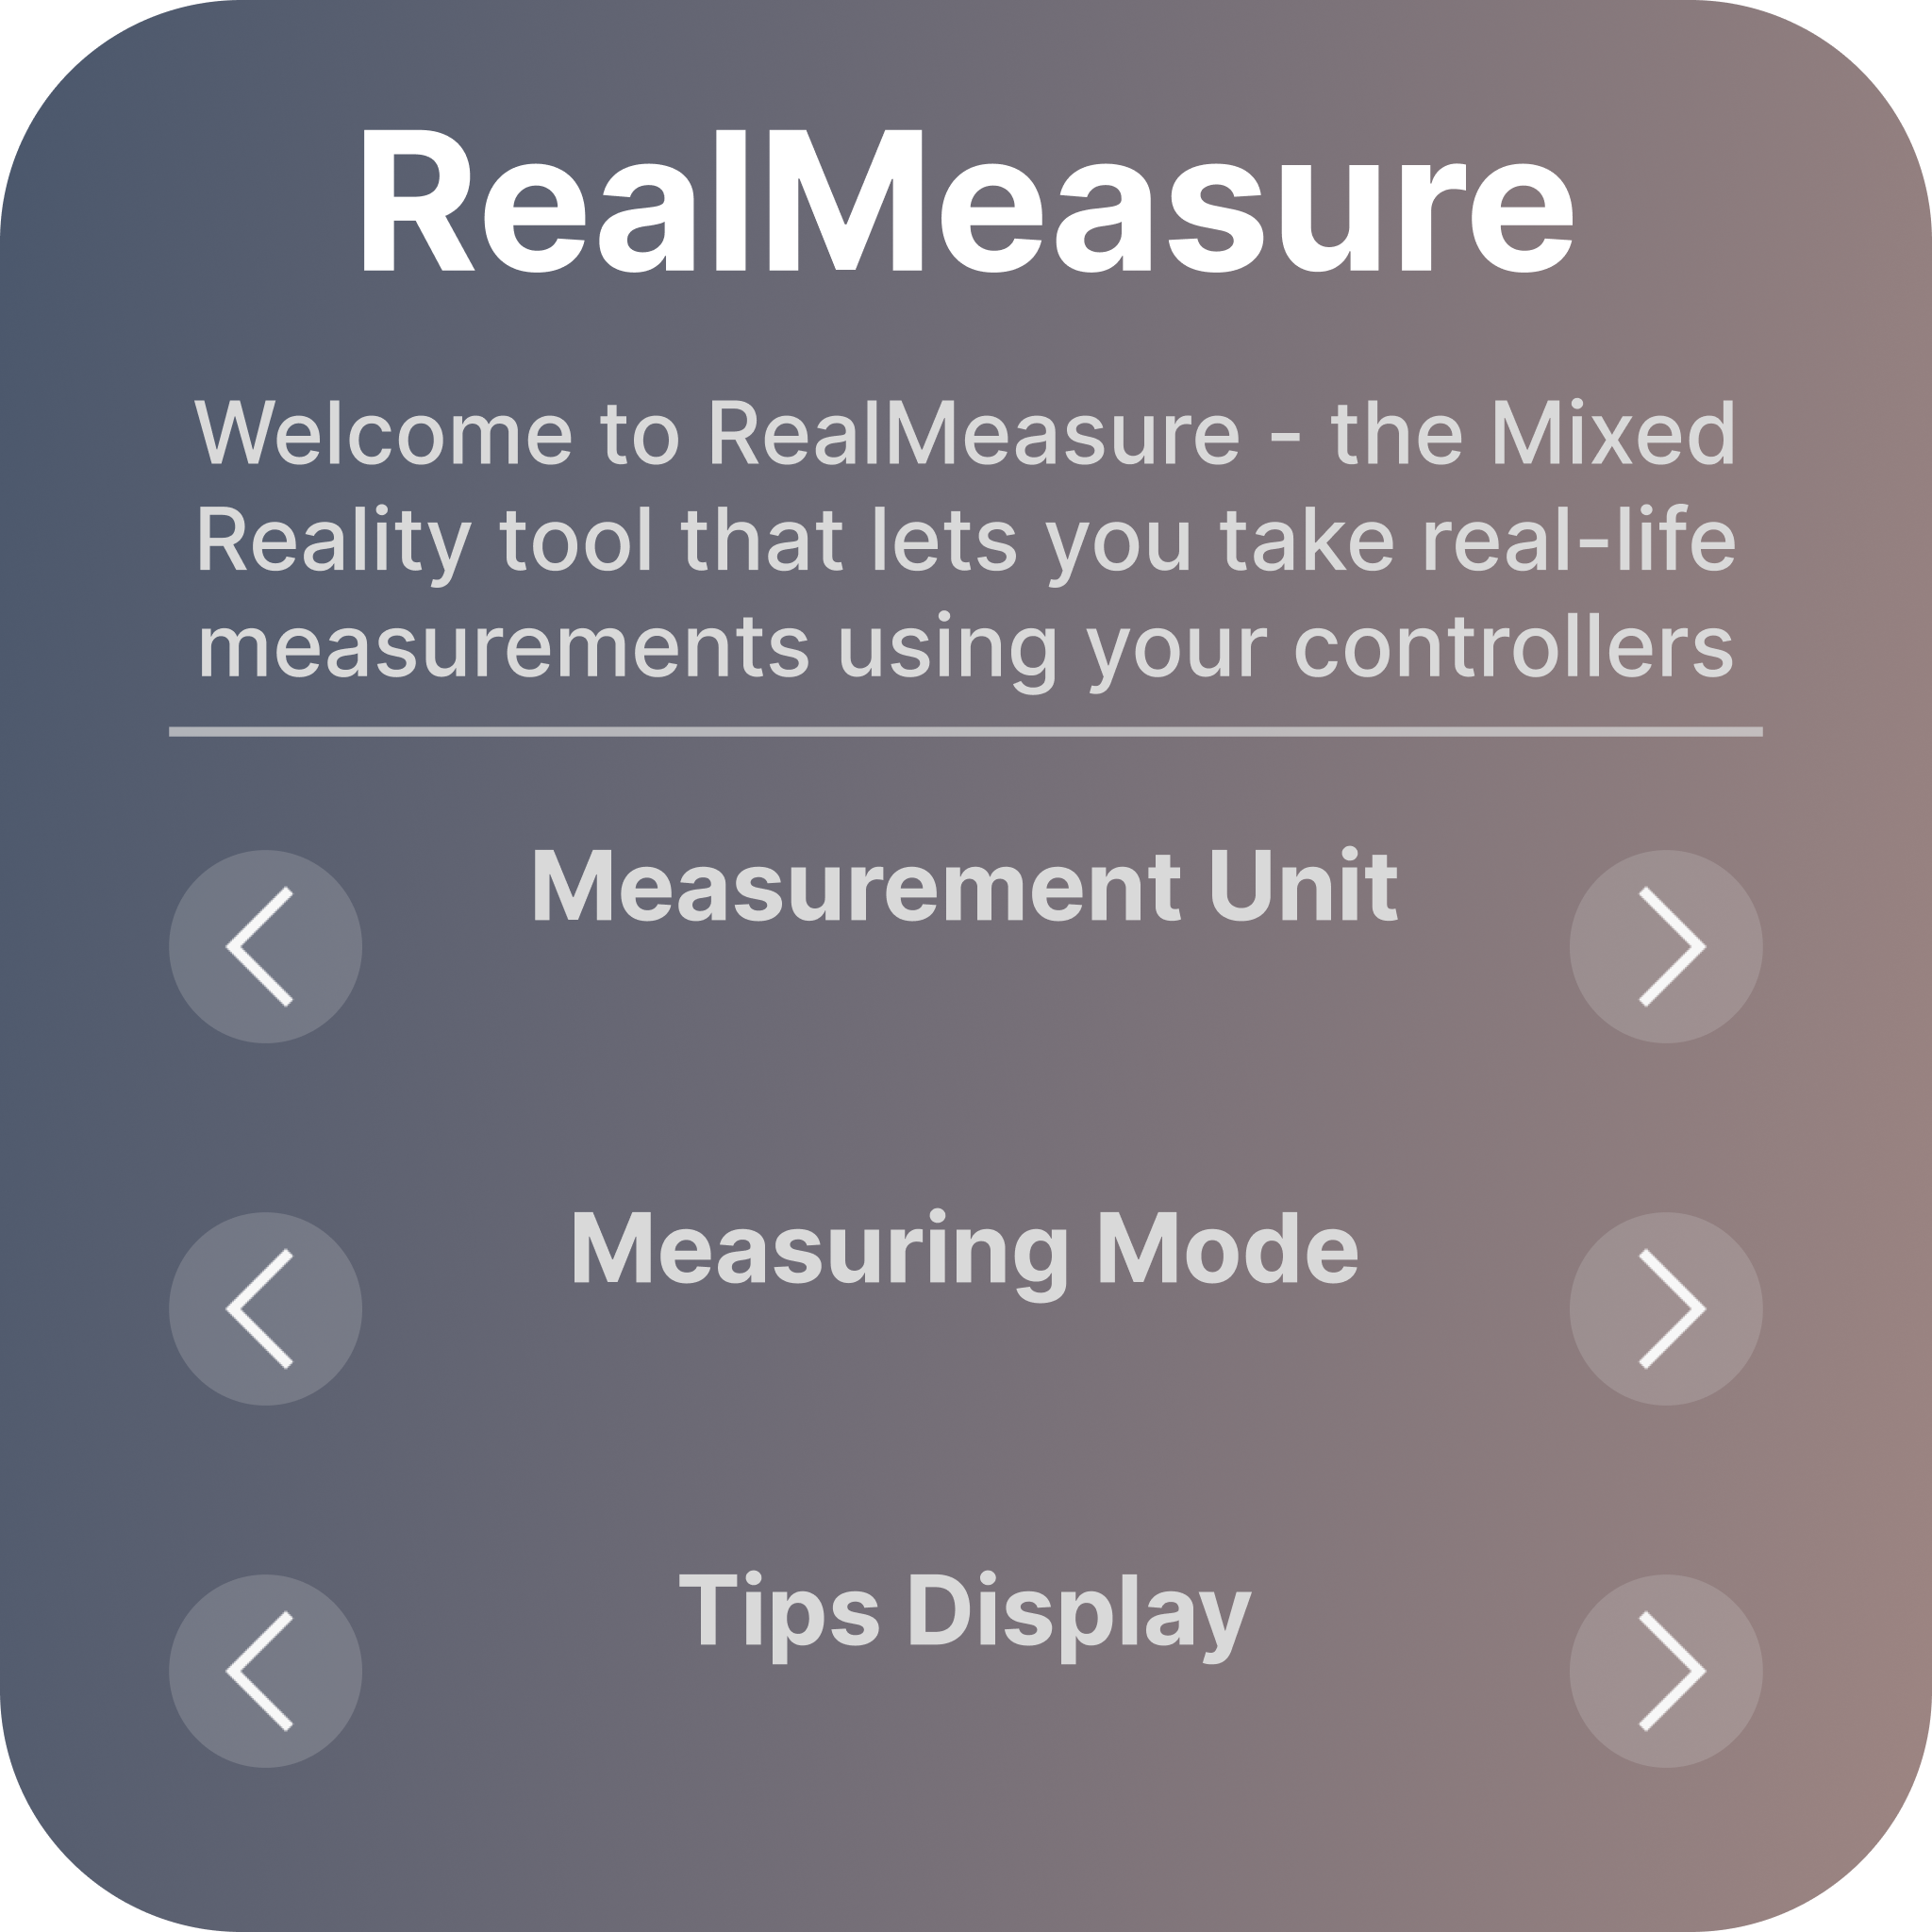 RealMeasure
Welcome to RealMeasure - the Mixed
Reality tool that lets you take real-life
measurements using your controllers
Measurement Unit
Measuring Mode
Tips Display